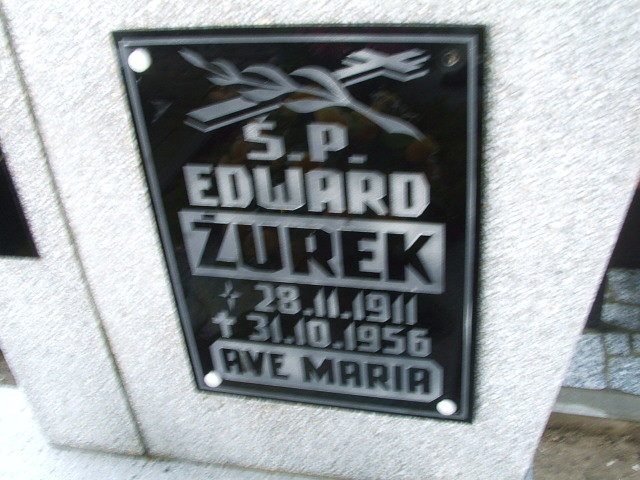 Ś.P.
EDWARD
ŻUREK
28.11.1911
31.10.1956
AVE MARIA